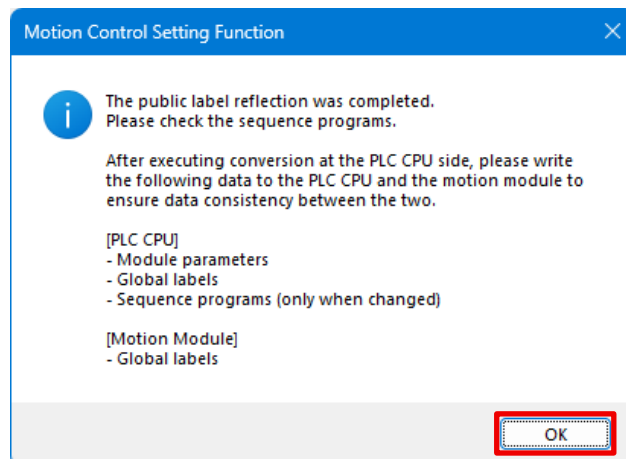 Motion Control Setting Function
The public label reflection was completed.
Please check the sequence programs.
After executing conversion at the PLC CPU side, please write
the following data to the PLC CPU and the motion module to
ensure data consistency between the two.
[PLC CPU]
- Module parameters
- Global labels
- Sequence programs (only when changed)
[Motion Module]
- Global labels
OK